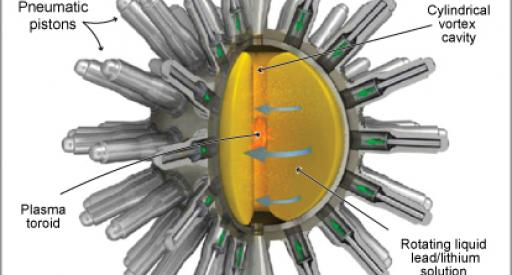 Pneumatic
pistons
Cylindrical
vortex
cavity
Plasma
toroid
Rotating liquid
lead/lithium
solution